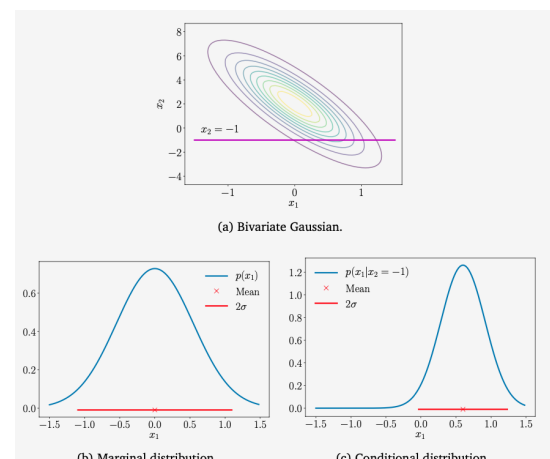 8
6
4
2
0
−2
−4
x2
x2 = −1
−1 0 1
x1
(a) Bivariate Gaussian.
0.6
0.4
0.2
0.0
p(x1)
Mean
2σ
−1.5 −1.0 −0.5 0.0 0.5 1.0 1.5
x1
(b) Marginal distribution
1.2
1.0
0.8
0.6
0.4
0.2
0.0
p(x1|x2 = −1)
Mean
2σ
−1.5 −1.0 −0.5 0.0 0.5 1.0 1.5
x1
(c) Conditional distribution